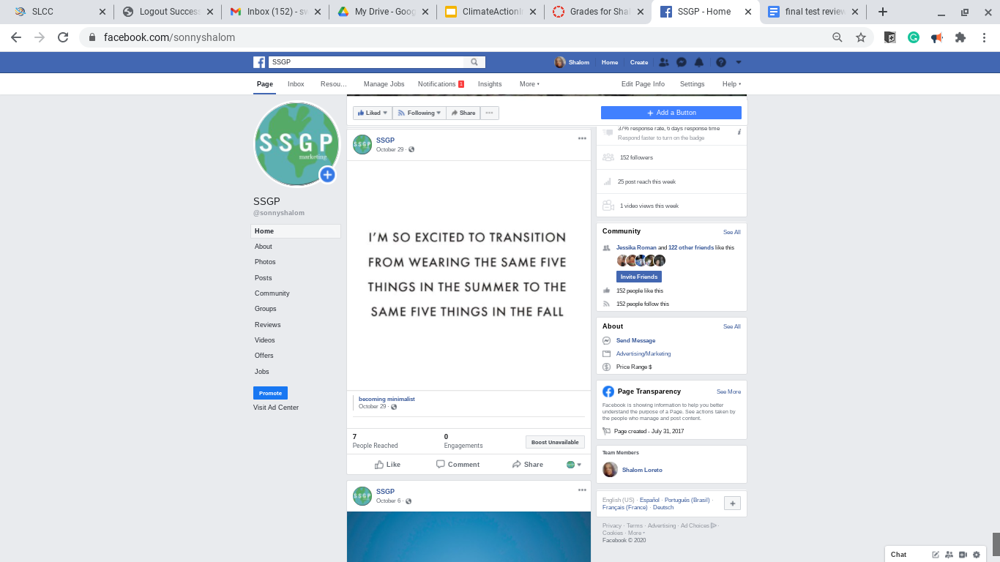 SLCC
Logout Success
Inbox (152) - sw
My Drive - Goog
ClimateActionI
Grades for Shal
SSGP - Home
final test review
facebook.com/sonnyshalom
SSGP
Shalom
Home
Create
Page
Inbox
Resou...
Manage Jobs
Notifications 1
Insights
More
Edit Page Info
Settings
Help
SSGP
marketing
SSGP
@sonnyshalom
Home
About
Photos
Posts
Community
Groups
Reviews
Videos
Offers
Jobs
Promote
Visit Ad Center
Liked
Following
Share
+ Add a Button
SSGP
SSGP
October 29 ·
I'M SO EXCITED TO TRANSITION
FROM WEARING THE SAME FIVE
THINGS IN THE SUMMER TO THE
SAME FIVE THINGS IN THE FALL
becoming minimalist
October 29 ·
7
People Reached
0
Engagements
Boost Unavailable
Like
Comment
Share
SSGP
SSGP
October 6 ·
37% response rate, 6 days response time
Respond faster to turn on the badge
152 followers
25 post reach this week
1 video views this week
Community
See All
Jessika Roman and 122 other friends like this
Invite Friends
152 people like this
152 people follow this
About
See All
Send Message
Advertising/Marketing
Price Range $
Page Transparency
See More
Facebook is showing information to help you better
understand the purpose of a Page. See actions taken by
the people who manage and post content.
Page created - July 31, 2017
Team Members
Shalom Loreto
English (US) · Español · Português (Brasil) ·
Français (France) · Deutsch
Privacy · Terms · Advertising · Ad Choices ·
Cookies · More
Facebook © 2020
Chat